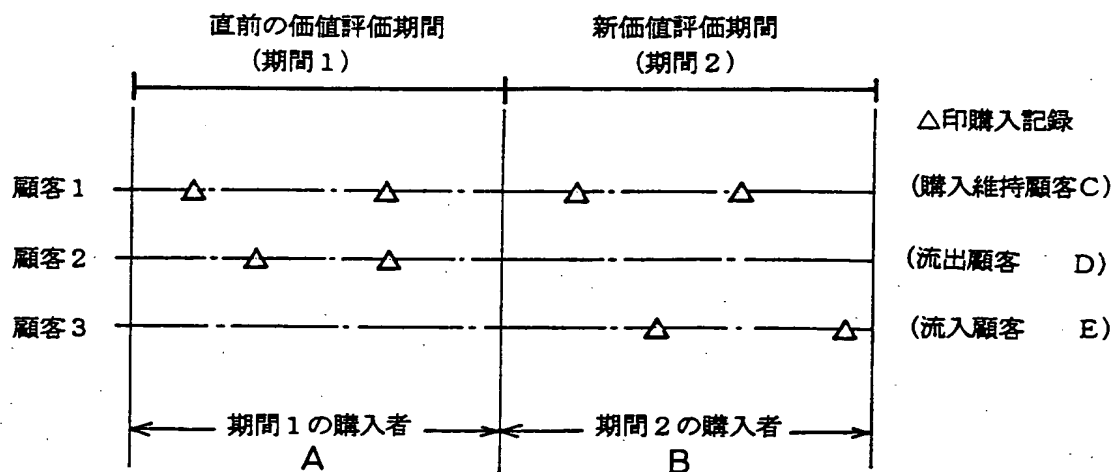 直前の価値評価期間
(期間1)
新価値評価期間
(期間2)
△印購入記録
顧客1
(購入維持顧客C)
顧客2
(流出顧客 D)
顧客3
(流入顧客 E)
期間1の購入者
A
期間2の購入者
B